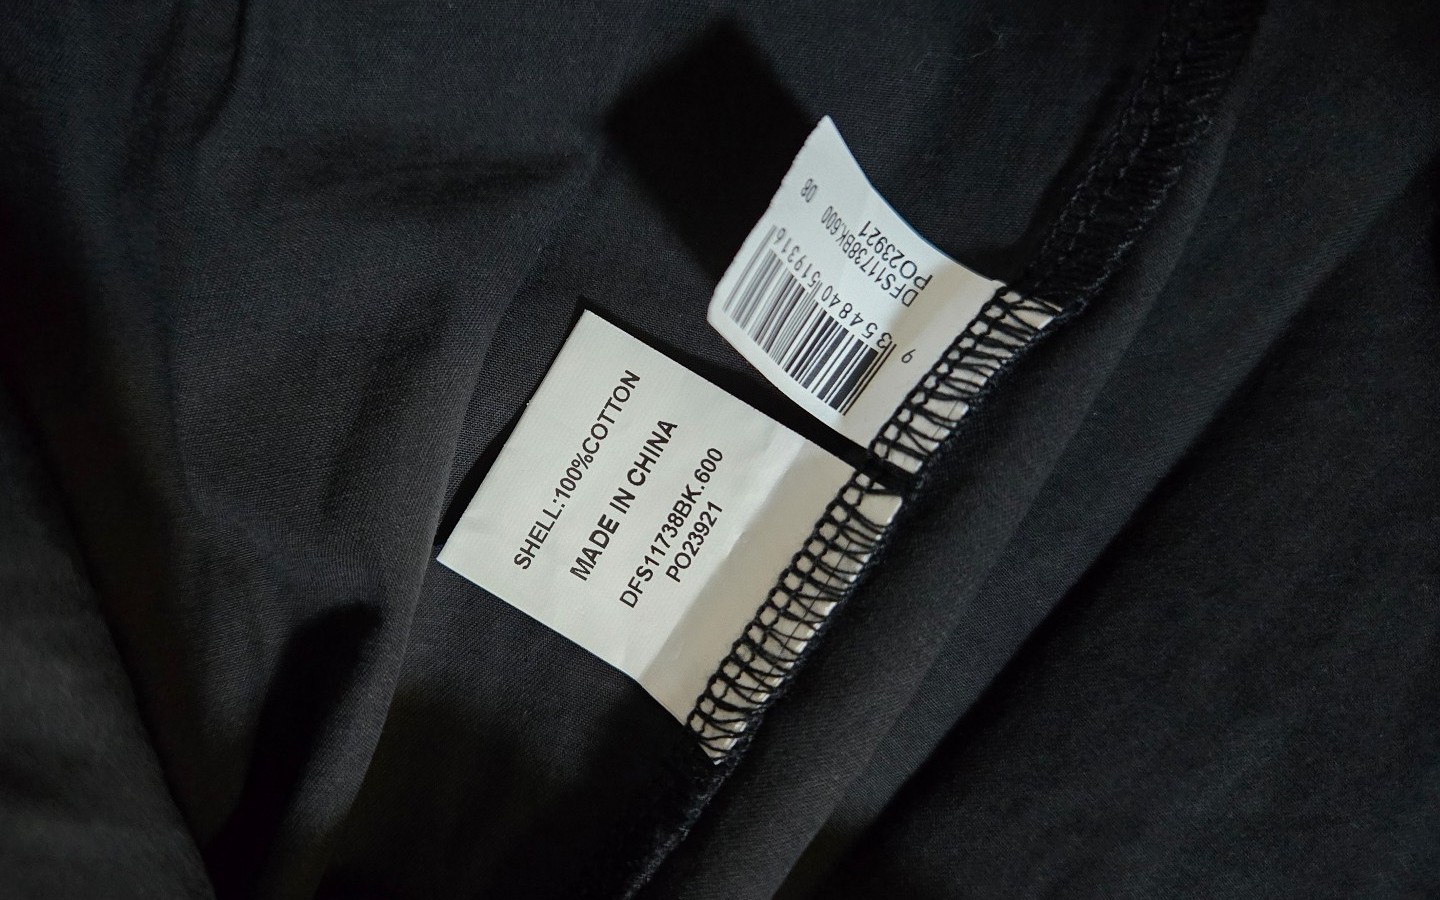 SHELL:100%COTTON
MADE IN CHINA
DFS11738BK.600
PO23921
9 354840 519316
DFS11738BK.600 08
PO23921